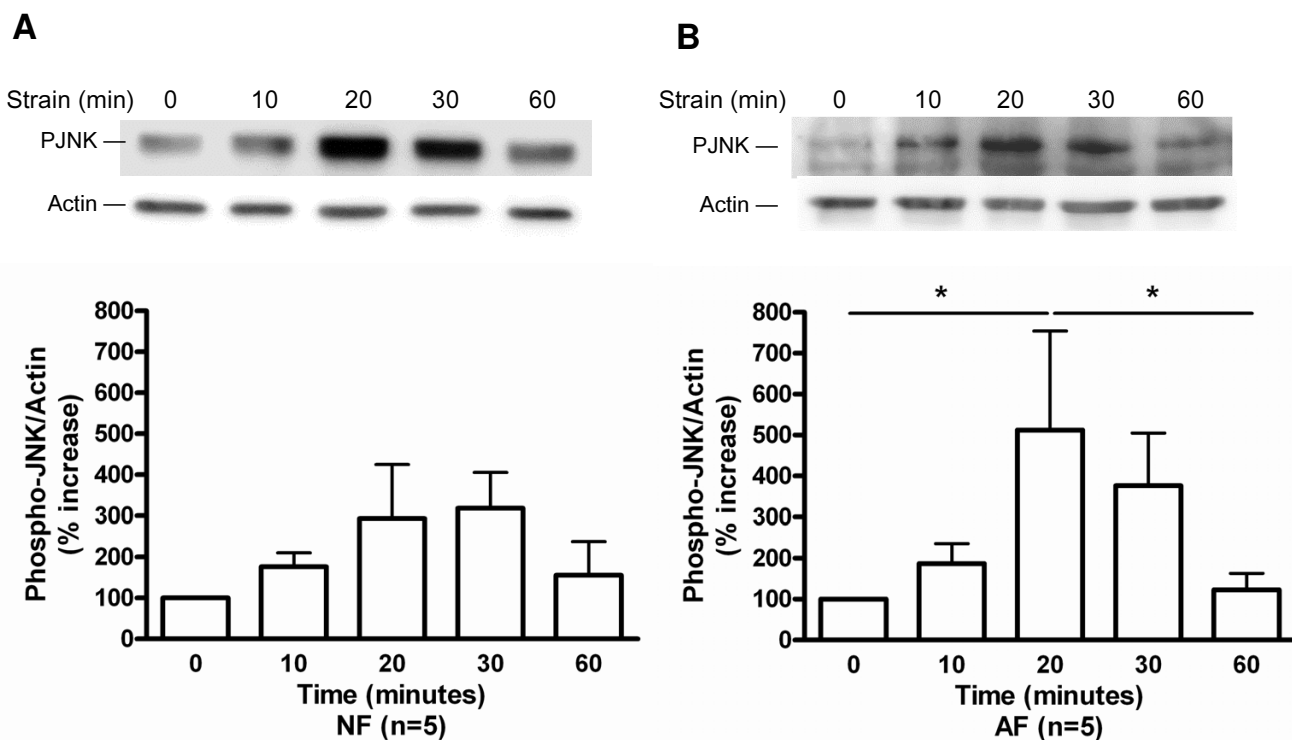 A
Strain (min) 0 10 20 30 60
PJNK
Actin
800
700
600
500
400
300
200
100
0
Phospho-JNK/Actin
(% increase)
0 10 20 30 60
Time (minutes)
NF (n=5)
B
Strain (min) 0 10 20 30 60
PJNK
Actin
* *
800
700
600
500
400
300
200
100
0
Phospho-JNK/Actin
(% increase)
0 10 20 30 60
Time (minutes)
AF (n=5)